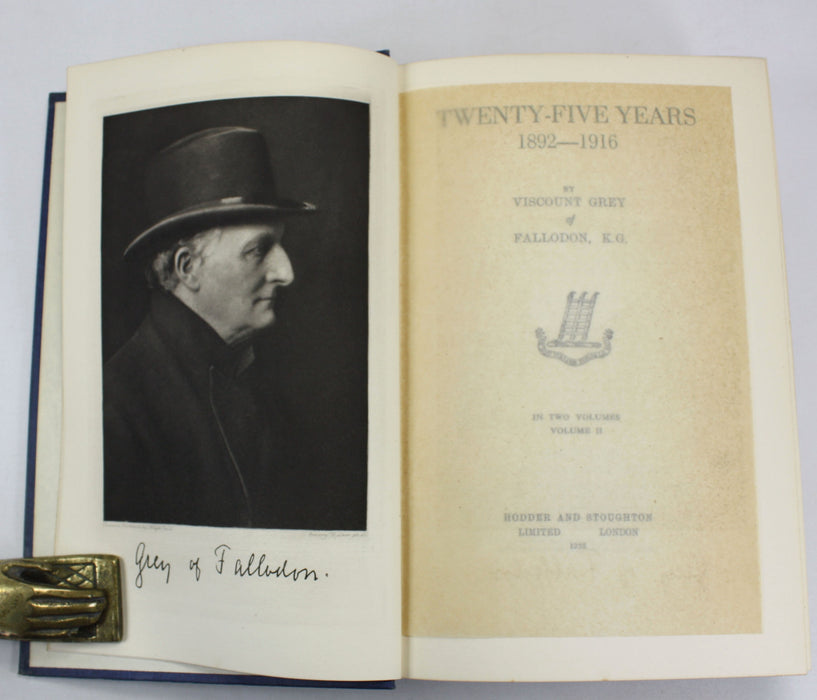 Grey of Fallodon.
TWENTY-FIVE YEARS
1892—1916
BY
VISCOUNT GREY
of
FALLODON, K.G.
IN TWO VOLUMES
VOLUME II
HODDER AND STOUGHTON
LIMITED LONDON